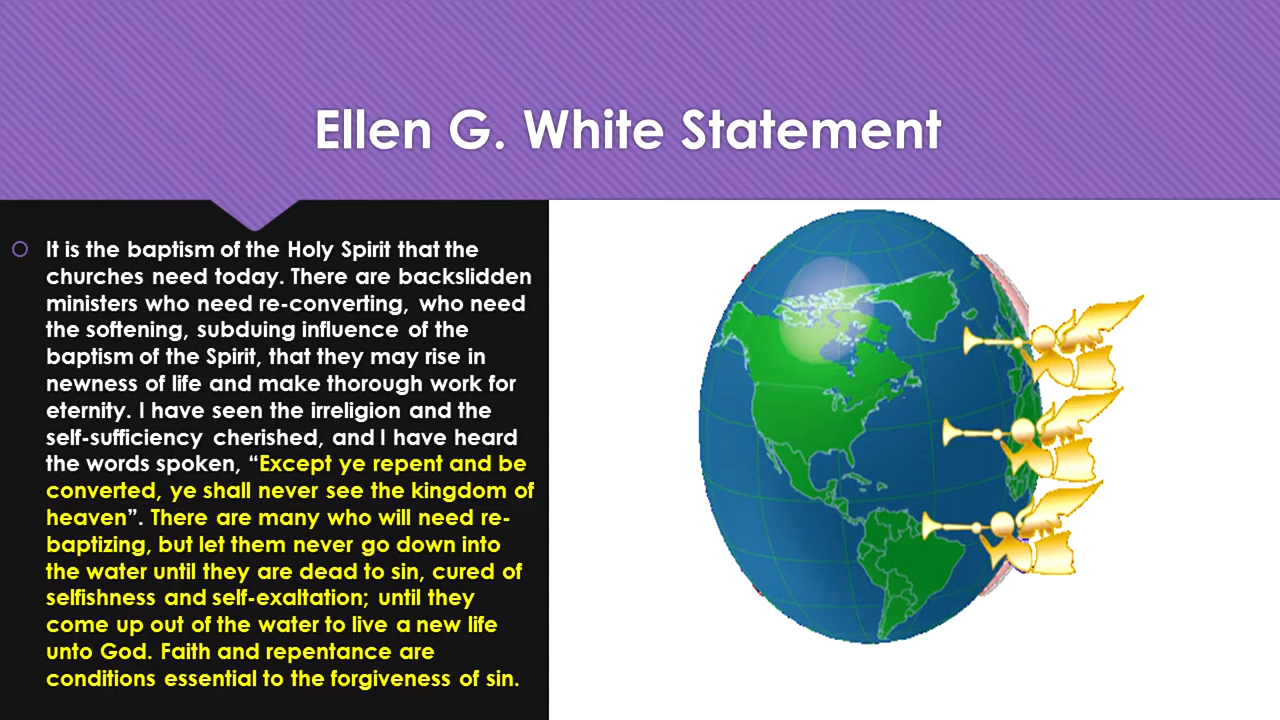 Ellen G. White Statement
It is the baptism of the Holy Spirit that the
churches need today. There are backslidden
ministers who need re-converting, who need
the softening, subduing influence of the
baptism of the Spirit, that they may rise in
newness of life and make thorough work for
eternity. I have seen the irreligion and the
self-sufficiency cherished, and I have heard
the words spoken, “Except ye repent and be
converted, ye shall never see the kingdom of
heaven”. There are many who will need re-
baptizing, but let them never go down into
the water until they are dead to sin, cured of
selfishness and self-exaltation; until they
come up out of the water to live a new life
unto God. Faith and repentance are
conditions essential to the forgiveness of sin.